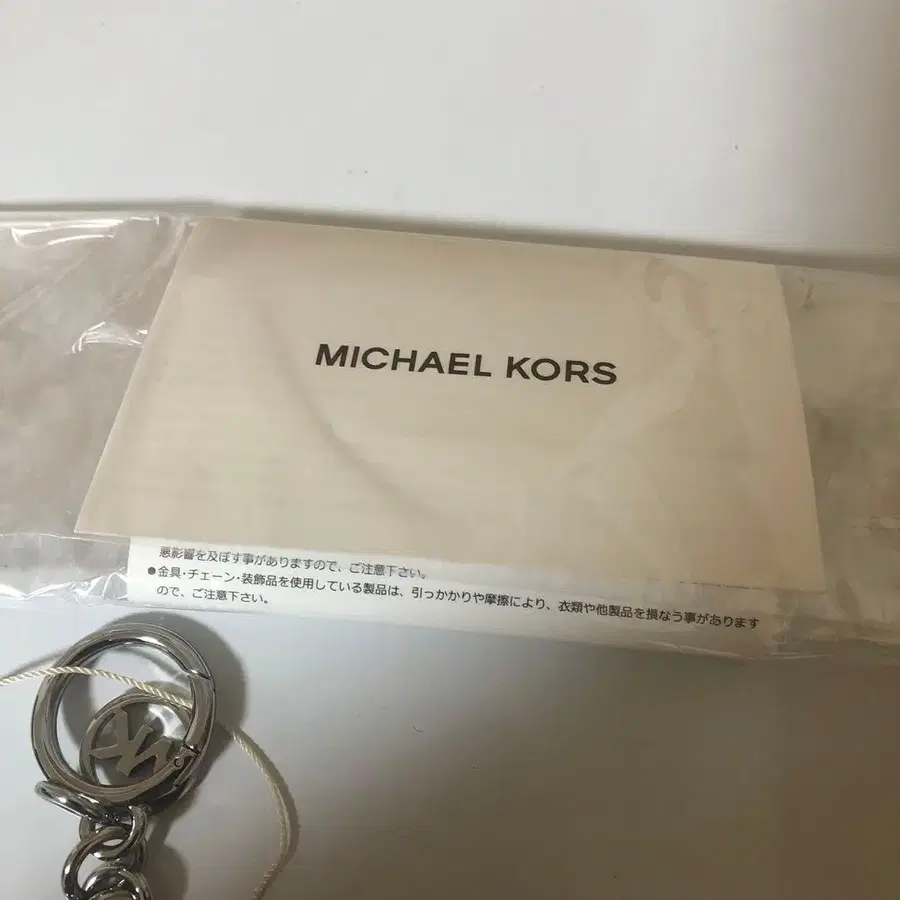 MICHAEL KORS
悪影響を及ぼす事がありますので、ご注意下さい。
●金具・チェーン・装飾品を使用している製品は、引っかかりや摩擦により、衣類や他製品を損なう事があります
ので、ご注意下さい。
MK